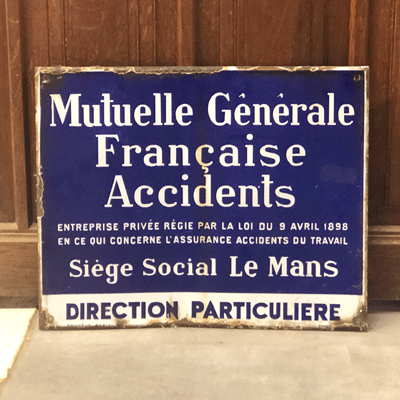 Mutuelle Générale
Française
Accidents
ENTREPRISE PRIVÉE RÉGIE PAR LA LOI DU 9 AVRIL 1898
EN CE QUI CONCERNE L'ASSURANCE ACCIDENTS DU TRAVAIL
Siège Social Le Mans
DIRECTION PARTICULIERE